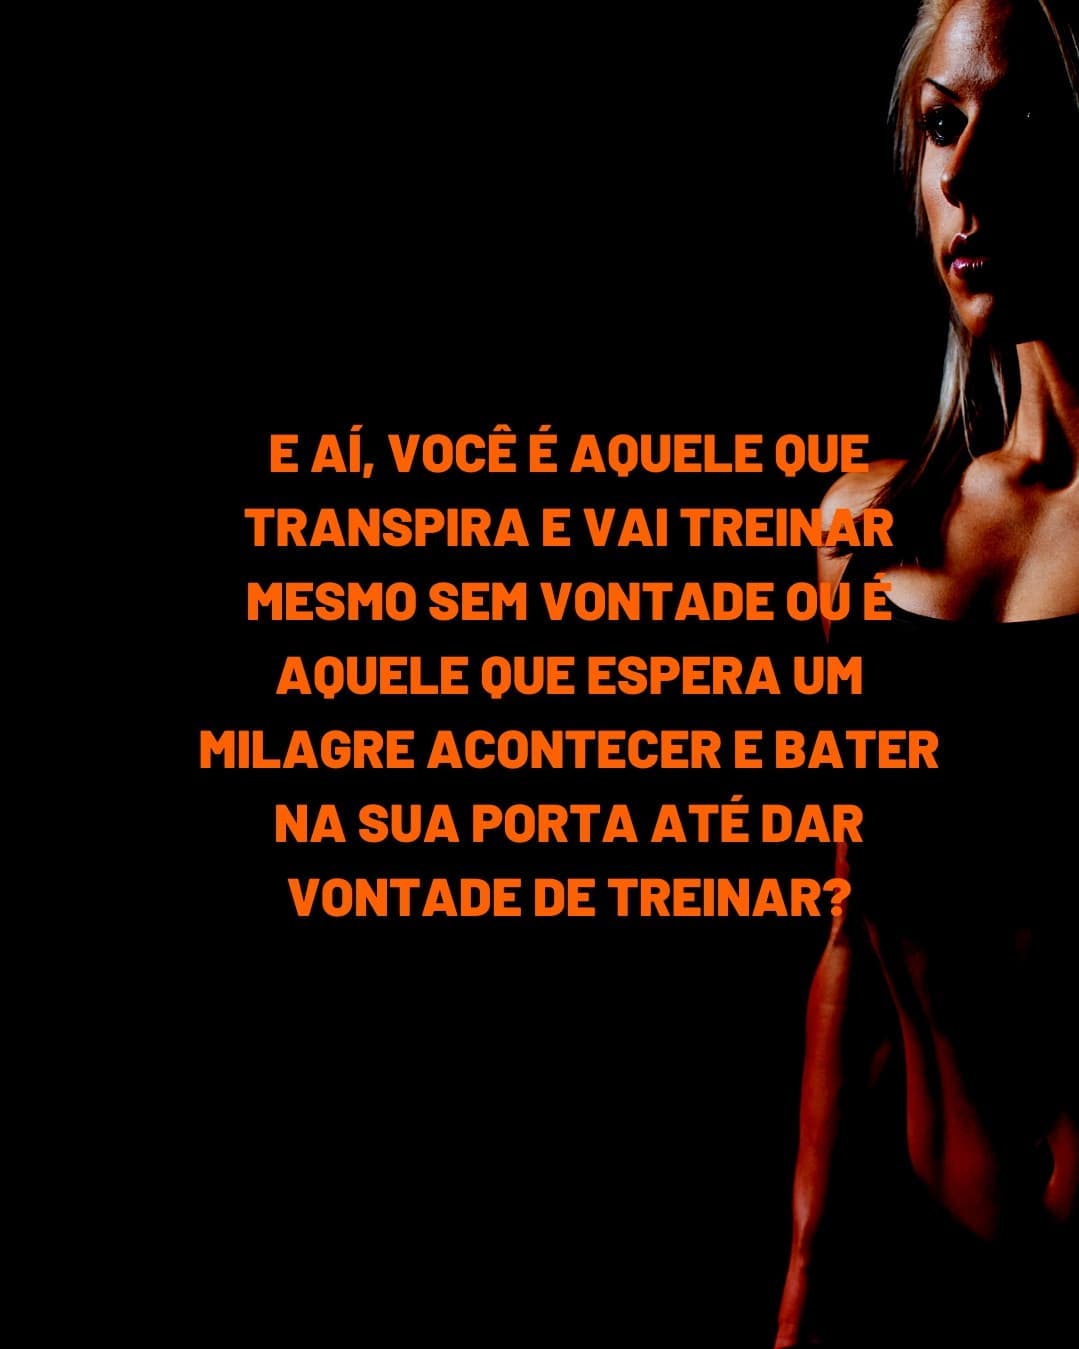 E AÍ, VOCÊ É AQUELE QUE
TRANSPIRA E VAI TREINAR
MESMO SEM VONTADE OU É
AQUELE QUE ESPERA UM
MILAGRE ACONTECER E BATER
NA SUA PORTA ATÉ DAR
VONTADE DE TREINAR?